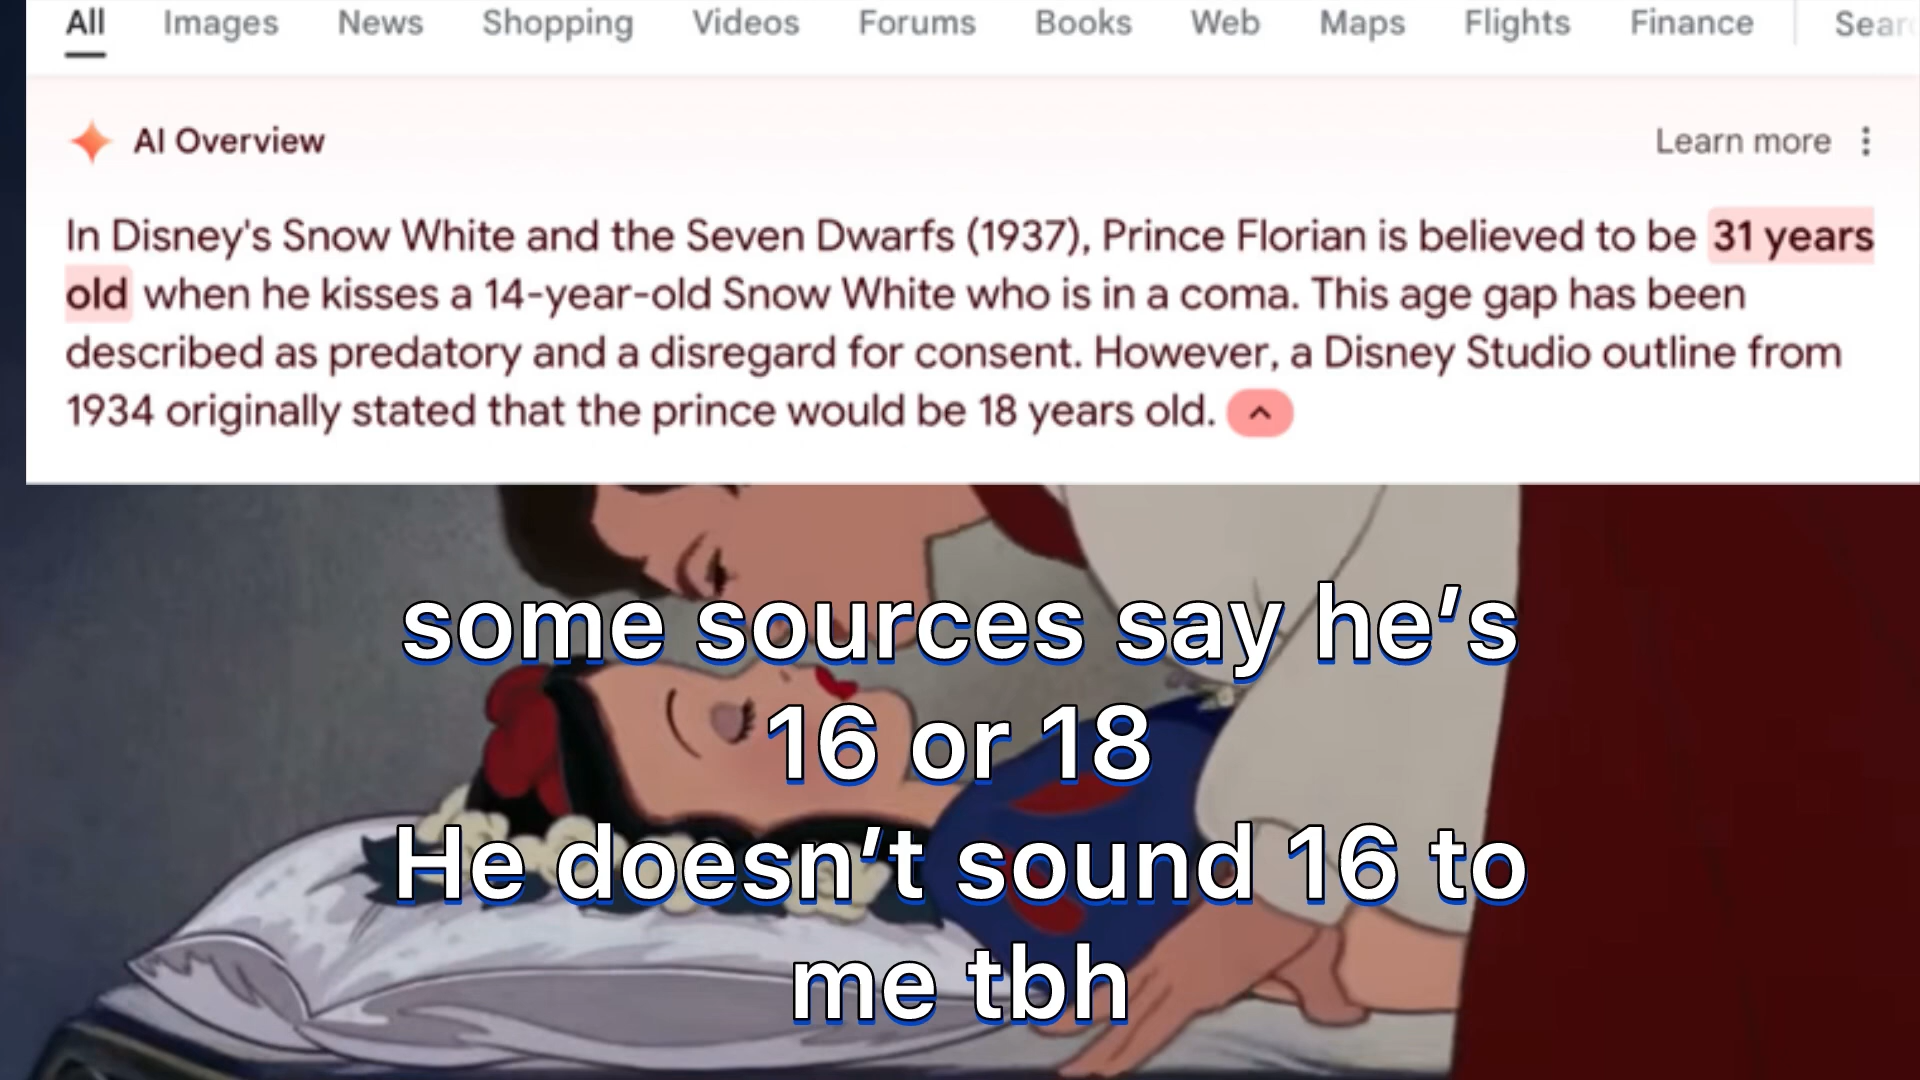 All Images News Shopping Videos Forums Books Web Maps Flights Finance
AI Overview Learn more
In Disney's Snow White and the Seven Dwarfs (1937), Prince Florian is believed to be 31 years
old when he kisses a 14-year-old Snow White who is in a coma. This age gap has been
described as predatory and a disregard for consent. However, a Disney Studio outline from
1934 originally stated that the prince would be 18 years old.
some sources say he’s
16 or 18
He doesn’t sound 16 to
me tbh